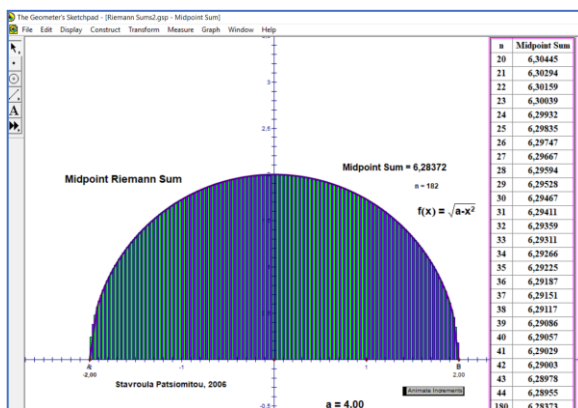 The Geometer's Sketchpad - [Riemann Sums2.gsp - Midpoint Sum]
File Edit Display Construct Transform Measure Graph Window Help
Midpoint Riemann Sum
Midpoint Sum = 6,28372
n = 182
f(x) = √a-x²
2,5
-1
1
A
-2,00
B
2.00
-0,5
Stavroula Patsiomitou, 2006
Animate Increments
a = 4.00
n Midpoint Sum
20 6,30445
21 6,30294
22 6,30159
23 6,30039
24 6,29932
25 6,29835
26 6,29747
27 6,29667
28 6,29594
29 6,29528
30 6,29467
31 6,29411
32 6,29359
33 6,29311
34 6,29266
35 6,29225
36 6,29187
37 6,29151
38 6,29117
39 6,29086
40 6,29057
41 6,29029
42 6,29003
43 6,28978
44 6,28955
180 6,28373